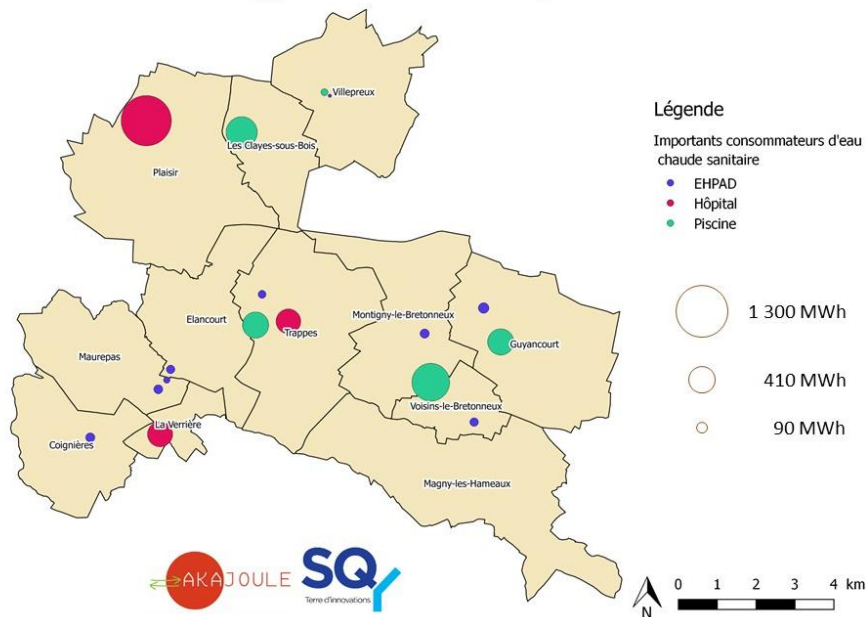 Villepreux
Les Clayes-sous-Bois
Plaisir
Elancourt
Trappes
Montigny-le-Bretonneux
Guyancourt
Maurepas
Voisins-le-Bretonneux
La Verrière
Coignières
Magny-les-Hameaux
Légende
Importants consommateurs d'eau
chaude sanitaire
EHPAD
Hôpital
Piscine
1 300 MWh
410 MWh
90 MWh
AKAJOULE
SQY
Terre d'innovations
N
0 1 2 3 4 km